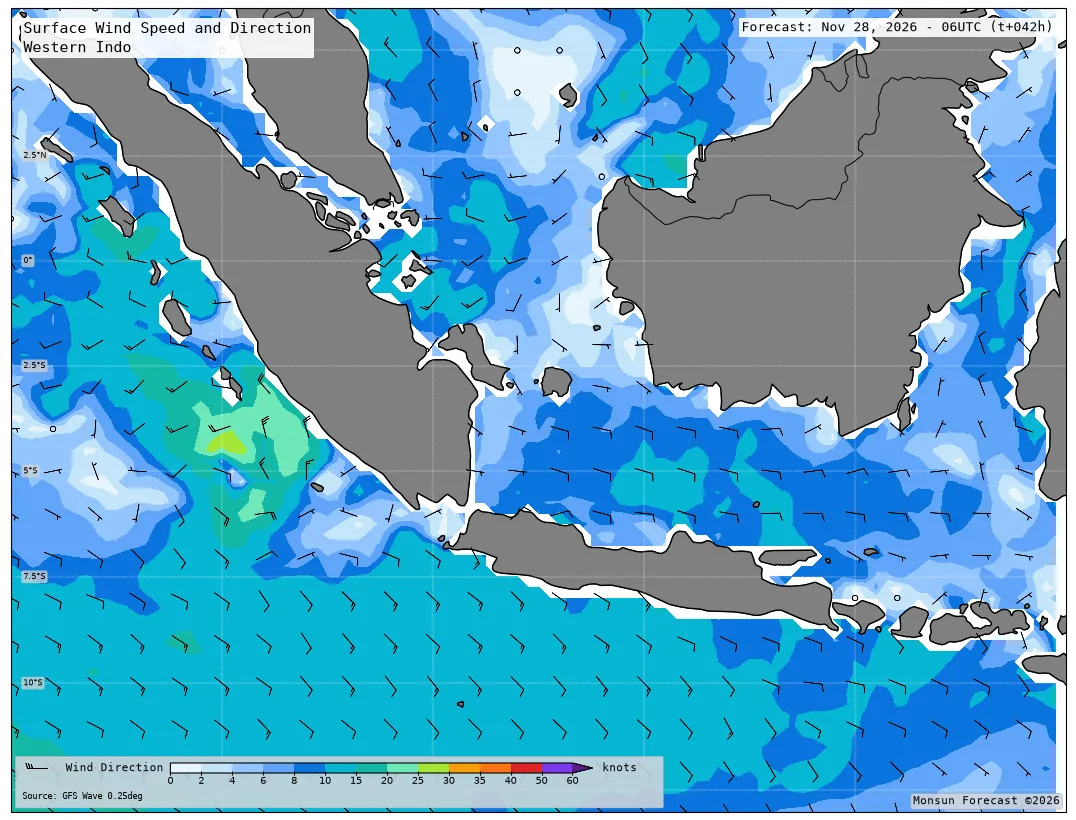 Surface Wind Speed and Direction
Western Indo
Forecast: Nov 28, 2026 - 06UTC (t+042h)
2.5°N
0°
2.5°S
5°S
7.5°S
10°S
Wind Direction
0 2 4 6 8 10 15 20 25 30 35 40 50 60
knots
Source: GFS Wave 0.25deg
Monsun Forecast ©2026